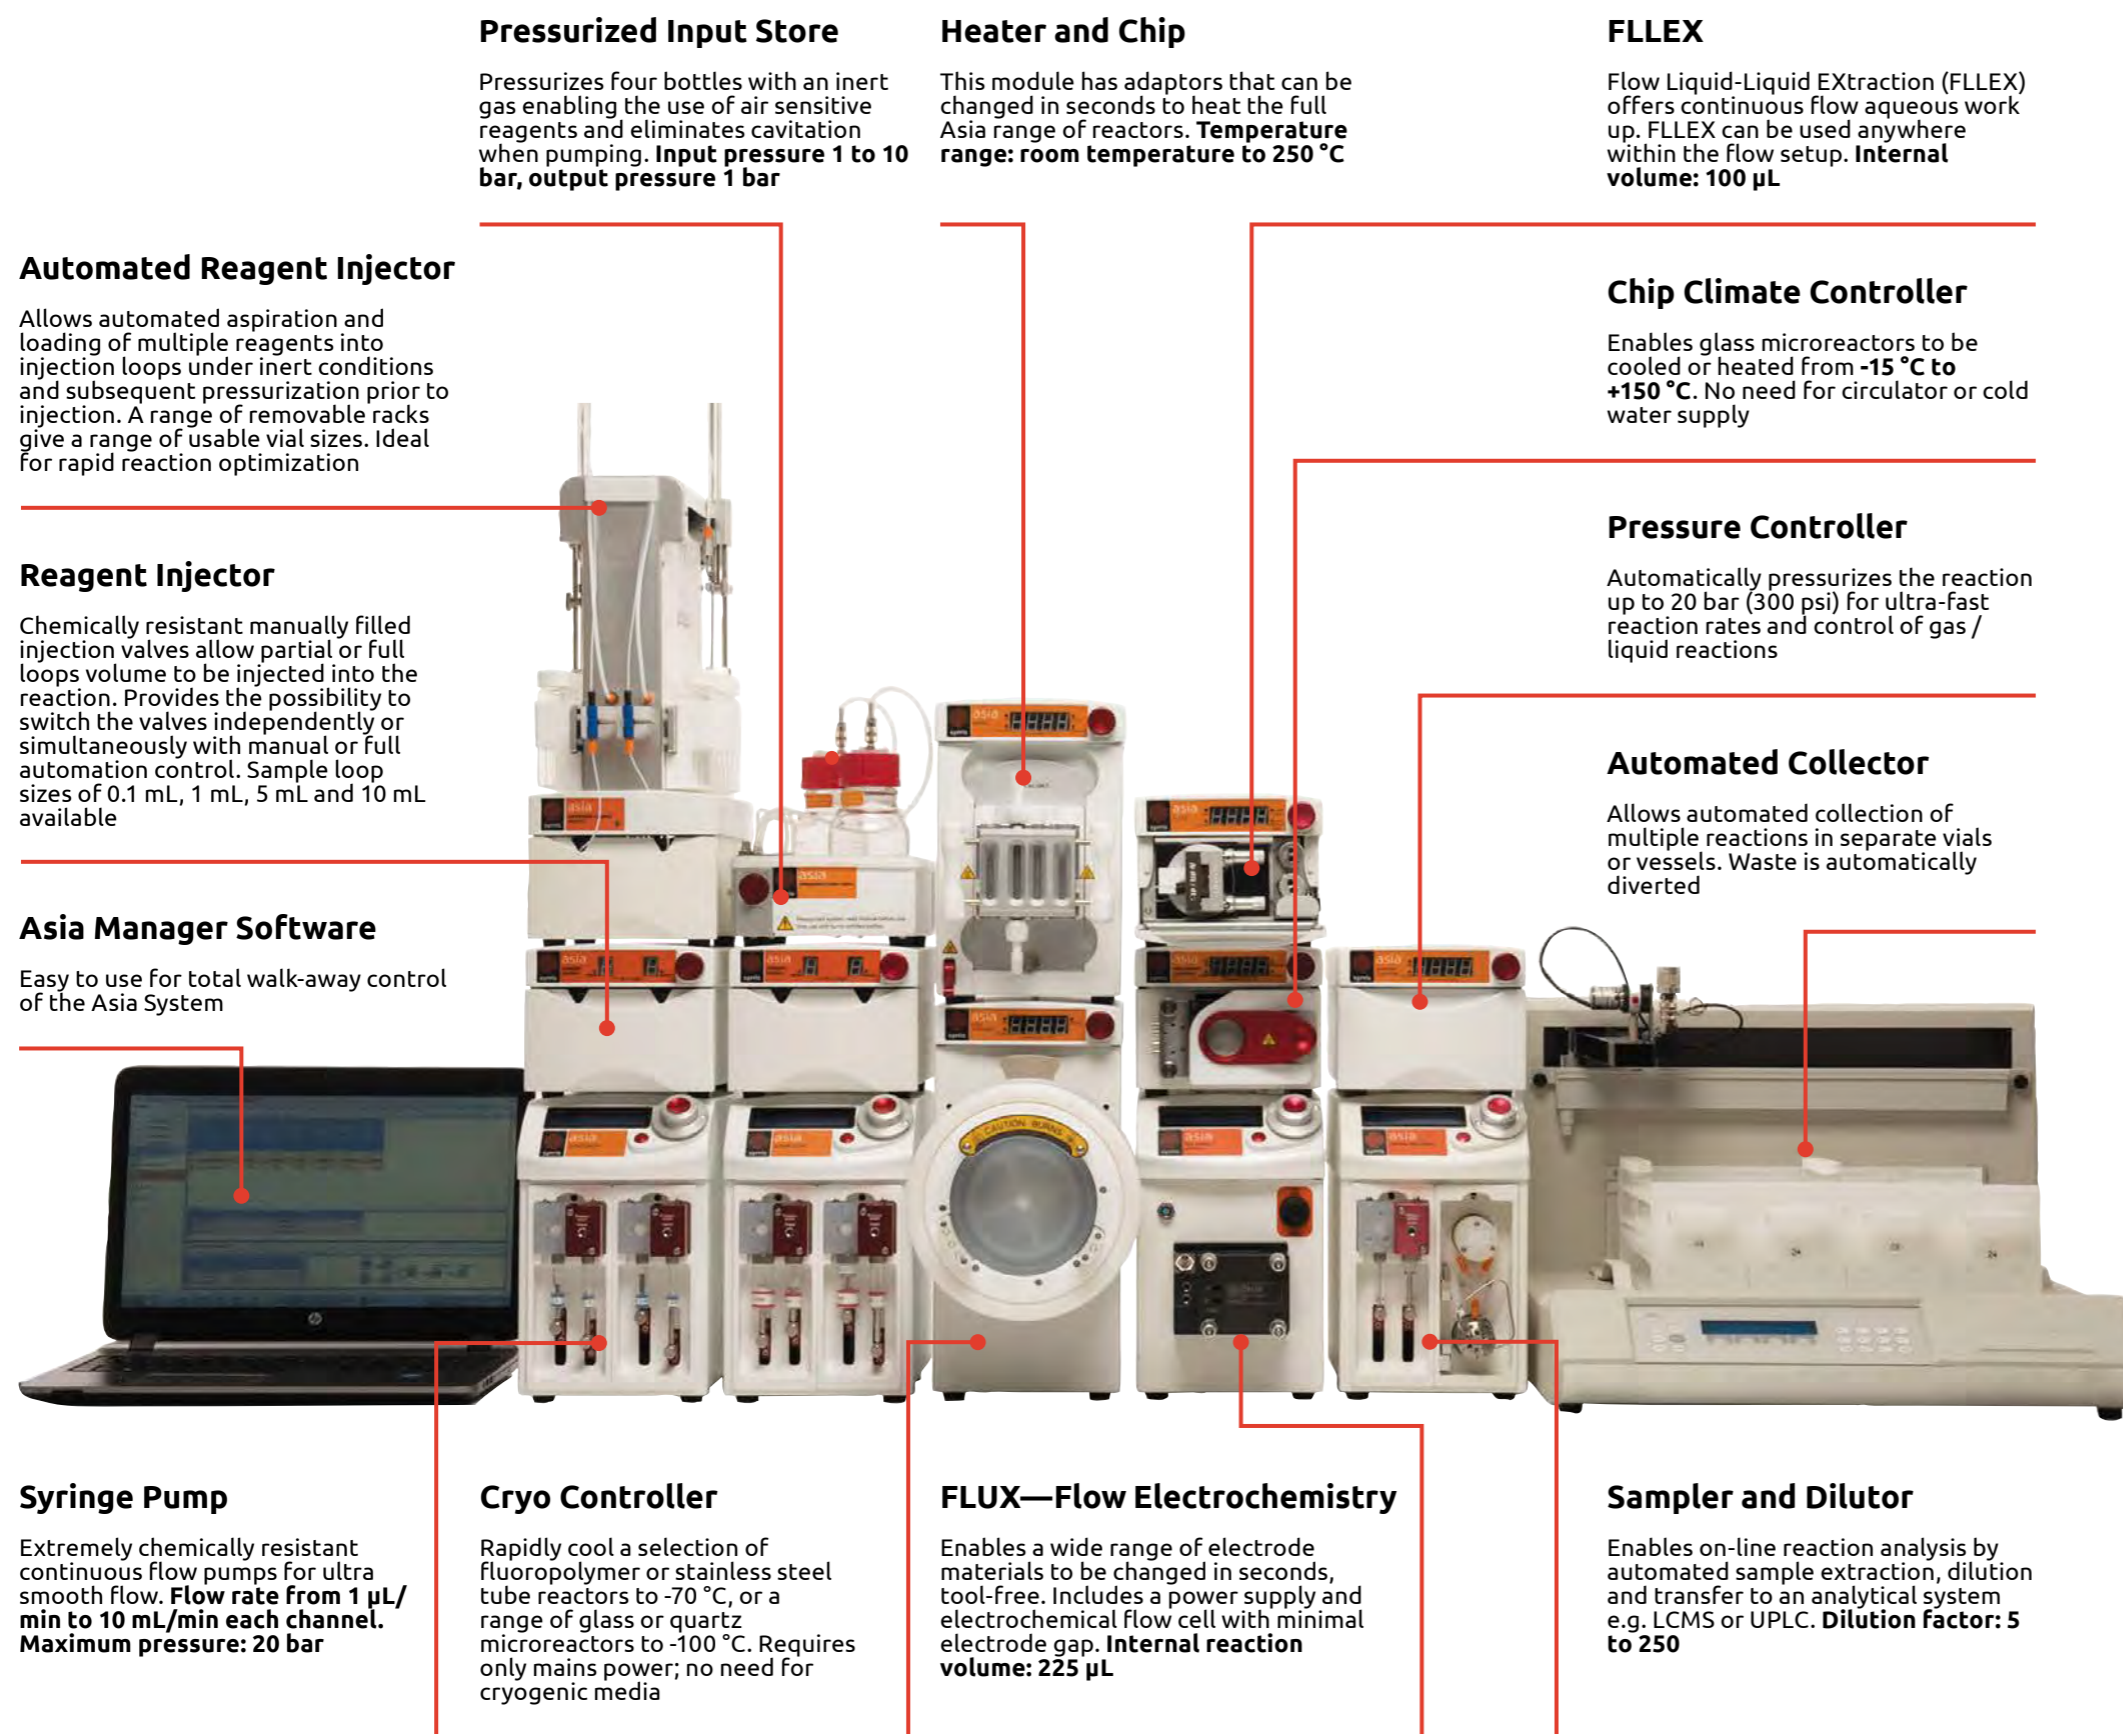 Pressurized Input Store
Pressurizes four bottles with an inert
gas enabling the use of air sensitive
reagents and eliminates cavitation
when pumping. Input pressure 1 to 10
bar, output pressure 1 bar
Heater and Chip
This module has adaptors that can be
changed in seconds to heat the full
Asia range of reactors. Temperature
range: room temperature to 250 °C
FLLEX
Flow Liquid-Liquid EXtraction (FLLEX)
offers continuous flow aqueous work
up. FLLEX can be used anywhere
within the flow setup. Internal
volume: 100 µL
Automated Reagent Injector
Allows automated aspiration and
loading of multiple reagents into
injection loops under inert conditions
and subsequent pressurization prior to
injection. A range of removable racks
give a range of usable vial sizes. Ideal
for rapid reaction optimization
Chip Climate Controller
Enables glass microreactors to be
cooled or heated from -15 °C to
+150 °C. No need for circulator or cold
water supply
Reagent Injector
Chemically resistant manually filled
injection valves allow partial or full
loops volume to be injected into the
reaction. Provides the possibility to
switch the valves independently or
simultaneously with manual or full
automation control. Sample loop
sizes of 0.1 mL, 1 mL, 5 mL and 10 mL
available
Pressure Controller
Automatically pressurizes the reaction
up to 20 bar (300 psi) for ultra-fast
reaction rates and control of gas /
liquid reactions
Automated Collector
Allows automated collection of
multiple reactions in separate vials
or vessels. Waste is automatically
diverted
Asia Manager Software
Easy to use for total walk-away control
of the Asia System
asia
asia
asia
asia
asia
asia
asia
asia
asia
asia
asia
asia
asia
asia
CAUTION BURNS
hp
24
24
Syringe Pump
Extremely chemically resistant
continuous flow pumps for ultra
smooth flow. Flow rate from 1 µL/
min to 10 mL/min each channel.
Maximum pressure: 20 bar
Cryo Controller
Rapidly cool a selection of
fluoropolymer or stainless steel
tube reactors to -70 °C, or a
range of glass or quartz
microreactors to -100 °C. Requires
only mains power; no need for
cryogenic media
FLUX—Flow Electrochemistry
Enables a wide range of electrode
materials to be changed in seconds,
tool-free. Includes a power supply and
electrochemical flow cell with minimal
electrode gap. Internal reaction
volume: 225 µL
Sampler and Dilutor
Enables on-line reaction analysis by
automated sample extraction, dilution
and transfer to an analytical system
e.g. LCMS or UPLC. Dilution factor: 5
to 250